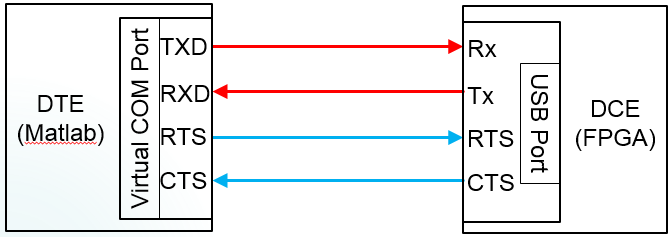 DTE
(Matlab)
Virtual COM Port
TXD
RXD
RTS
CTS
Rx
Tx
RTS
CTS
USB Port
DCE
(FPGA)